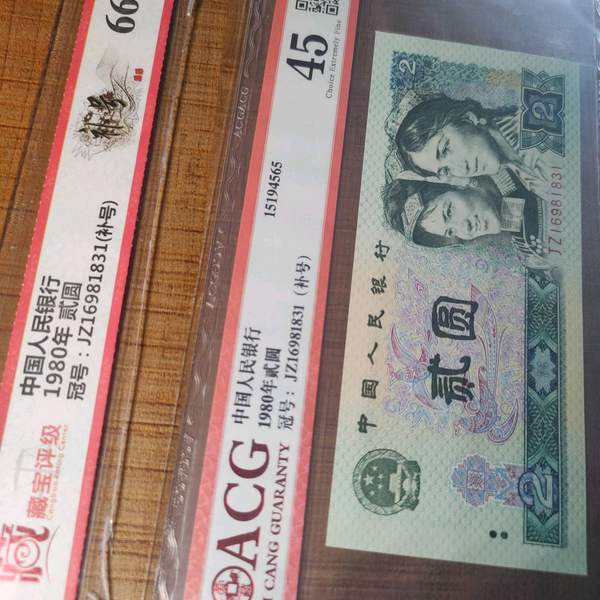 66
中国人民银行
1980年 贰圆
冠号：JZ16981831(补号)
藏宝评级
45
Choice Extremely Fine
15194565
中国人民银行
1980年贰圆
冠号：JZ16981831（补号）
ACG
CANG GUARANTY
ACGACG
2
JZ16981831
中国人民银行
贰圆
2